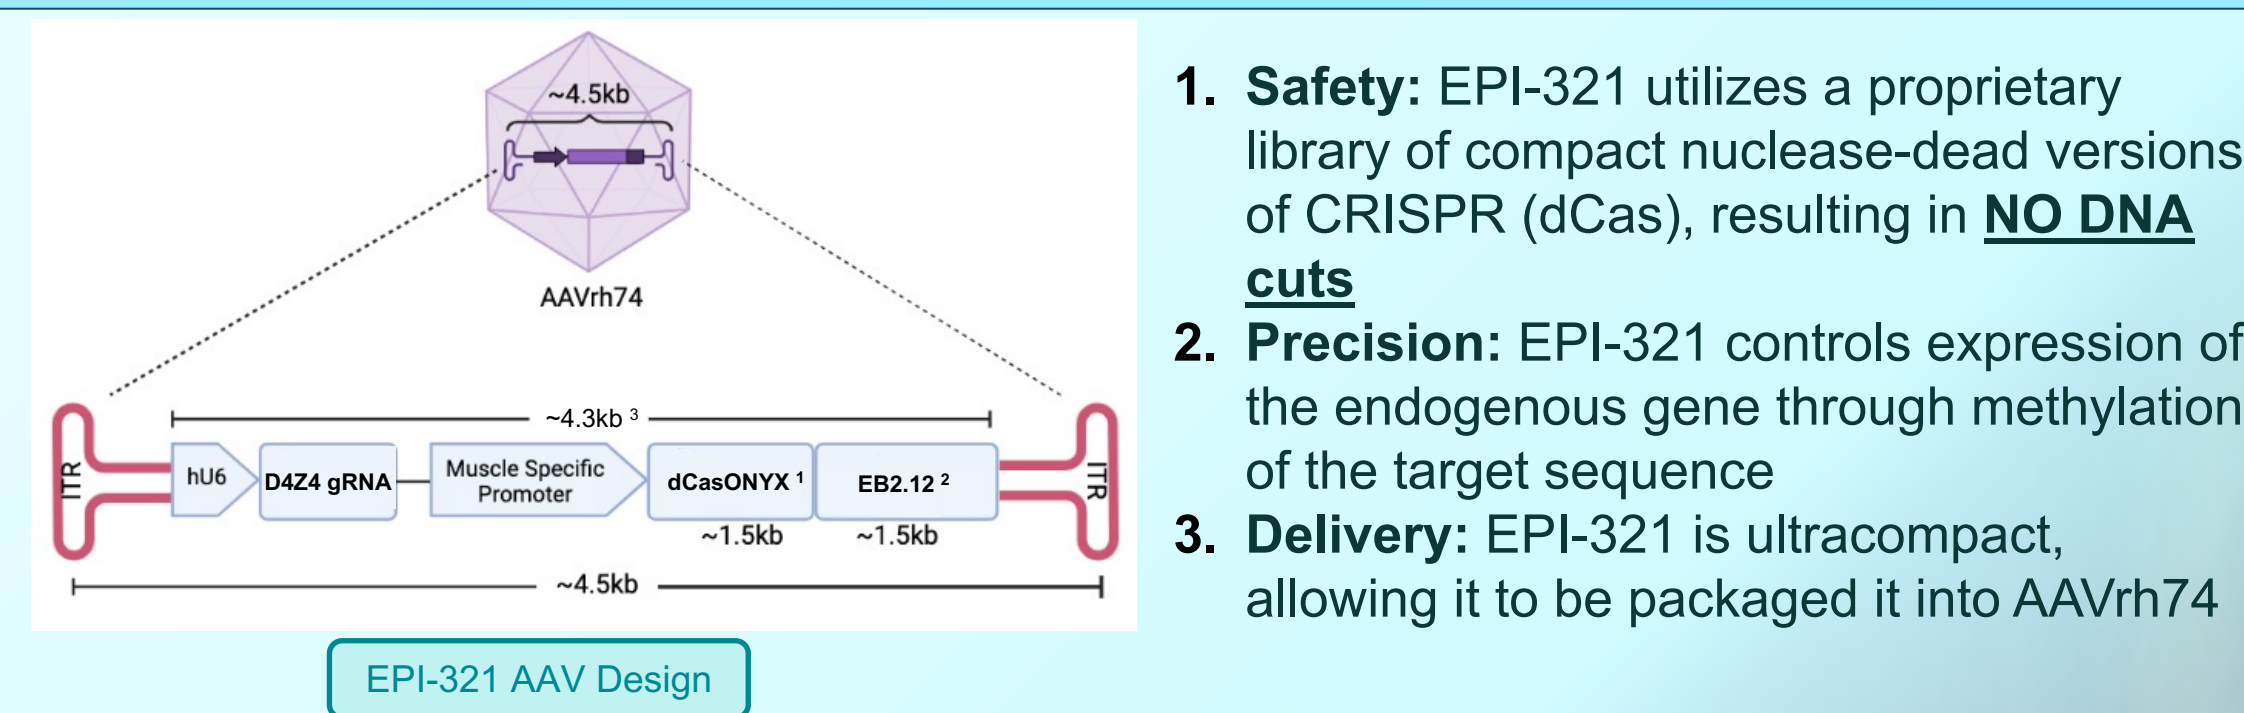 ~4.5kb
AAVrh74
~4.3kb 3
ITR
hU6
D4Z4 gRNA
Muscle Specific
Promoter
dCasONYX 1
EB2.12 2
ITR
~1.5kb
~1.5kb
~4.5kb
EPI-321 AAV Design
1. Safety: EPI-321 utilizes a proprietary
library of compact nuclease-dead versions
of CRISPR (dCas), resulting in NO DNA
cuts
2. Precision: EPI-321 controls expression of
the endogenous gene through methylation
of the target sequence
3. Delivery: EPI-321 is ultracompact,
allowing it to be packaged it into AAVrh74